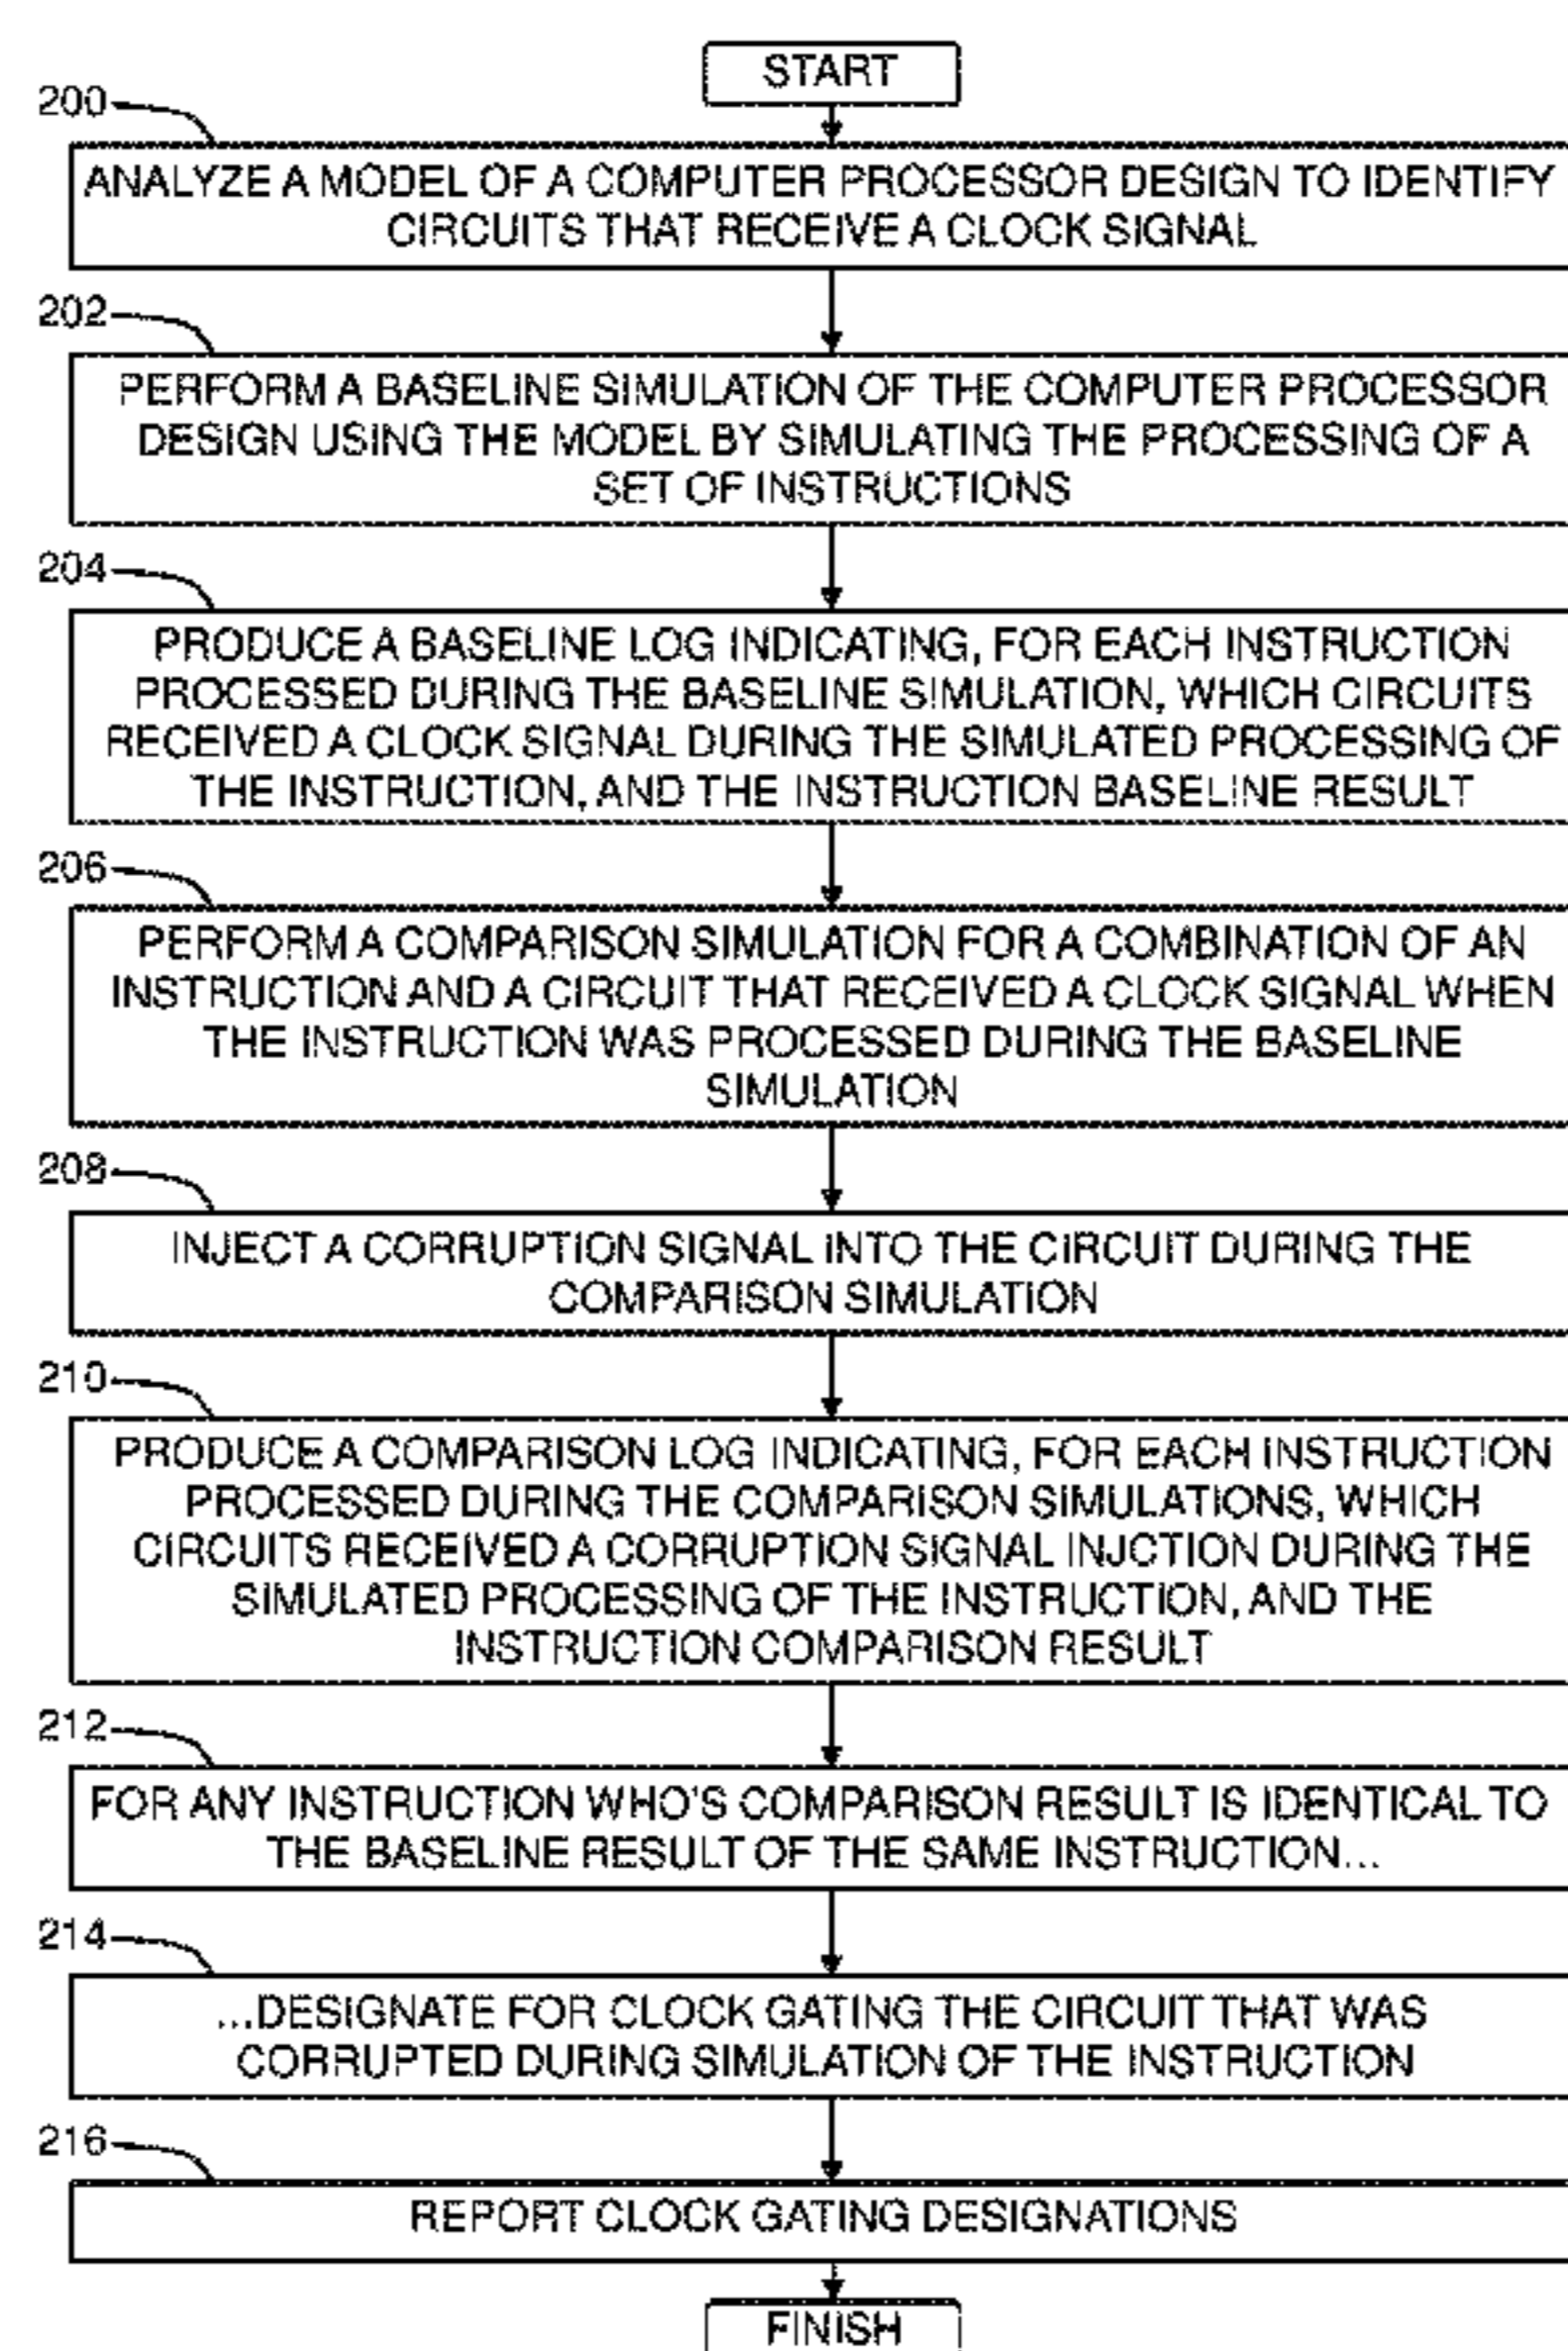 START
200
ANALYZE A MODEL OF A COMPUTER PROCESSOR DESIGN TO IDENTIFY
CIRCUITS THAT RECEIVE A CLOCK SIGNAL
202
PERFORM A BASELINE SIMULATION OF THE COMPUTER PROCESSOR
DESIGN USING THE MODEL BY SIMULATING THE PROCESSING OF A
SET OF INSTRUCTIONS
204
PRODUCE A BASELINE LOG INDICATING, FOR EACH INSTRUCTION
PROCESSED DURING THE BASELINE SIMULATION, WHICH CIRCUITS
RECEIVED A CLOCK SIGNAL DURING THE SIMULATED PROCESSING OF
THE INSTRUCTION, AND THE INSTRUCTION BASELINE RESULT
206
PERFORM A COMPARISON SIMULATION FOR A COMBINATION OF AN
INSTRUCTION AND A CIRCUIT THAT RECEIVED A CLOCK SIGNAL WHEN
THE INSTRUCTION WAS PROCESSED DURING THE BASELINE
SIMULATION
208
INJECT A CORRUPTION SIGNAL INTO THE CIRCUIT DURING THE
COMPARISON SIMULATION
210
PRODUCE A COMPARISON LOG INDICATING, FOR EACH INSTRUCTION
PROCESSED DURING THE COMPARISON SIMULATIONS, WHICH
CIRCUITS RECEIVED A CORRUPTION SIGNAL INJCTION DURING THE
SIMULATED PROCESSING OF THE INSTRUCTION, AND THE
INSTRUCTION COMPARISON RESULT
212
FOR ANY INSTRUCTION WHO'S COMPARISON RESULT IS IDENTICAL TO
THE BASELINE RESULT OF THE SAME INSTRUCTION...
214
...DESIGNATE FOR CLOCK GATING THE CIRCUIT THAT WAS
CORRUPTED DURING SIMULATION OF THE INSTRUCTION
216
REPORT CLOCK GATING DESIGNATIONS
FINISH